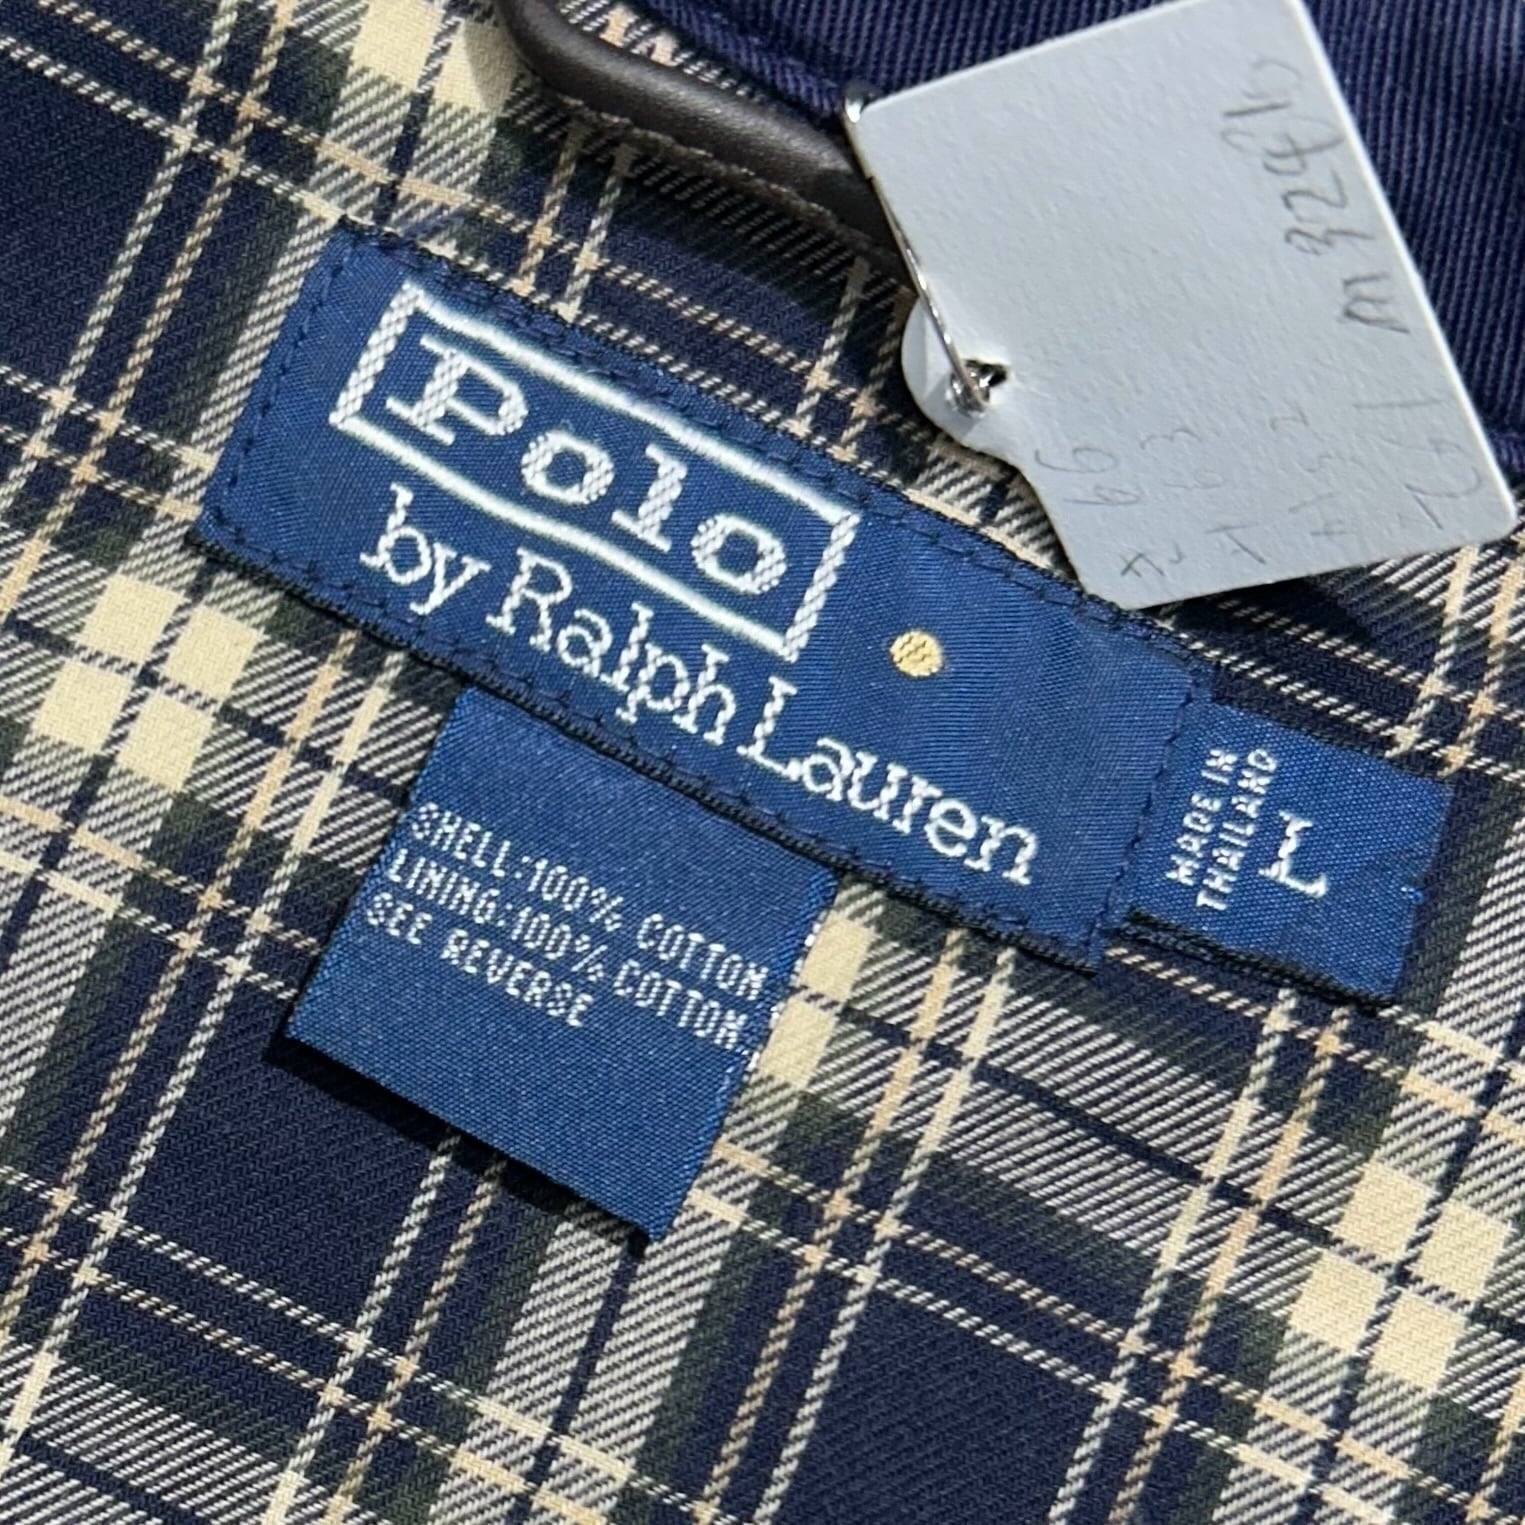 Polo
by Ralph Lauren
MADE IN
THAILAND
L
SHELL:100% COTTON
LINING:100% COTTON
SEE REVERSE